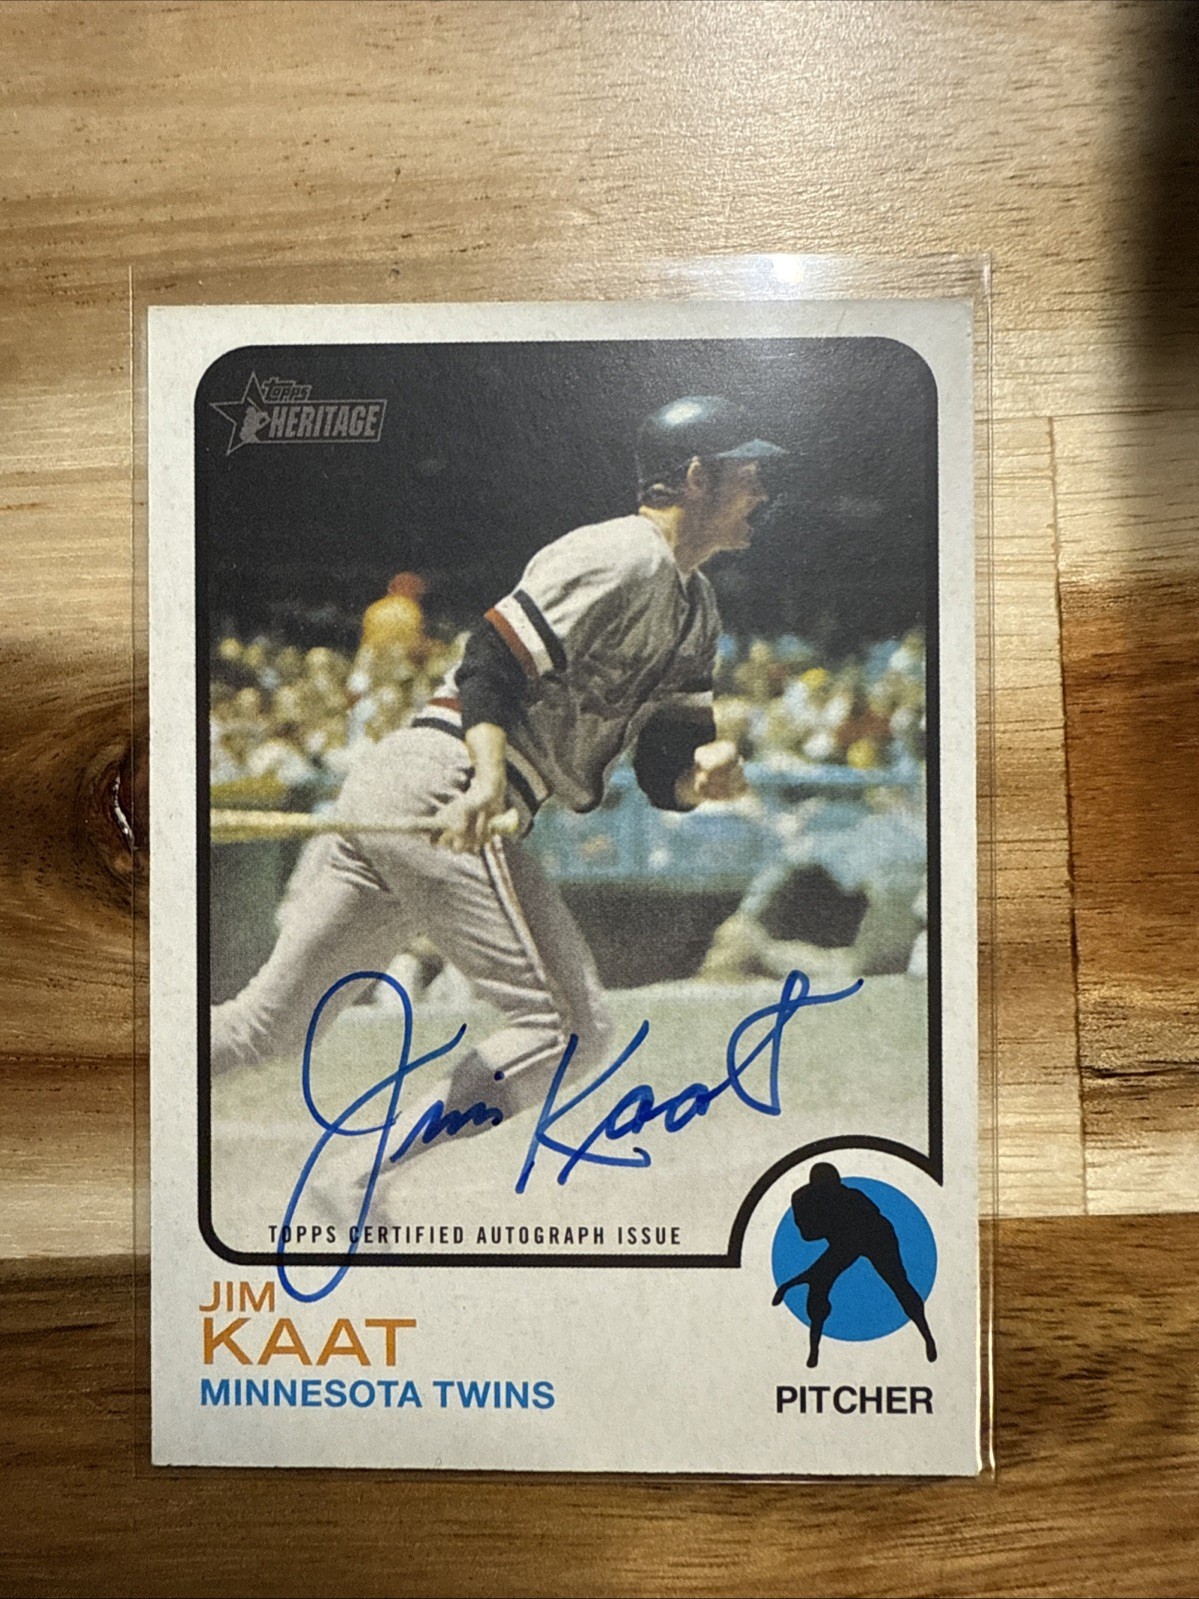 topps
HERITAGE
Jim Kaat
TOPPS CERTIFIED AUTOGRAPH ISSUE
JIM
KAAT
MINNESOTA TWINS
PITCHER